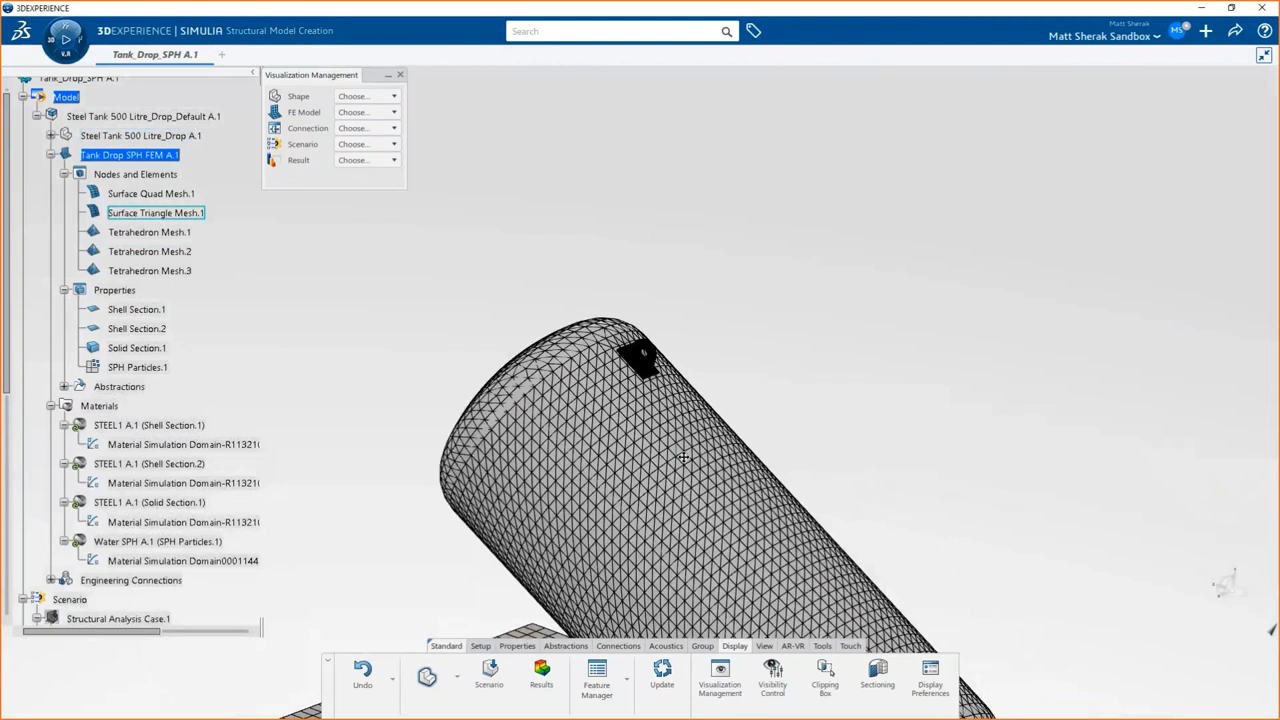 3DEXPERIENCE
3DEXPERIENCE | SIMULIA Structural Model Creation
Search
Matt Sherak
Matt Sherak Sandbox
MS
3D
V.R
Tank_Drop_SPH A.1
Tank_Drop_SPH A.1
Model
Steel Tank 500 Litre_Drop_Default A.1
Steel Tank 500 Litre_Drop A.1
Tank Drop SPH FEM A.1
Nodes and Elements
Surface Quad Mesh.1
Surface Triangle Mesh.1
Tetrahedron Mesh.1
Tetrahedron Mesh.2
Tetrahedron Mesh.3
Properties
Shell Section.1
Shell Section.2
Solid Section.1
SPH Particles.1
Abstractions
Materials
STEEL1 A.1 (Shell Section.1)
Material Simulation Domain-R11321(
STEEL1 A.1 (Shell Section.2)
Material Simulation Domain-R11321(
STEEL1 A.1 (Solid Section.1)
Material Simulation Domain-R11321(
Water SPH A.1 (SPH Particles.1)
Material Simulation Domain0001144
Engineering Connections
Scenario
Structural Analysis Case.1
Visualization Management
Shape Choose...
FE Model Choose...
Connection Choose...
Scenario Choose...
Result Choose...
Standard Setup Properties Abstractions Connections Acoustics Group Display View AR-VR Tools Touch
Undo
Scenario
Results
Feature
Manager
Update
Visualization
Management
Visibility
Control
Clipping
Box
Sectioning
Display
Preferences